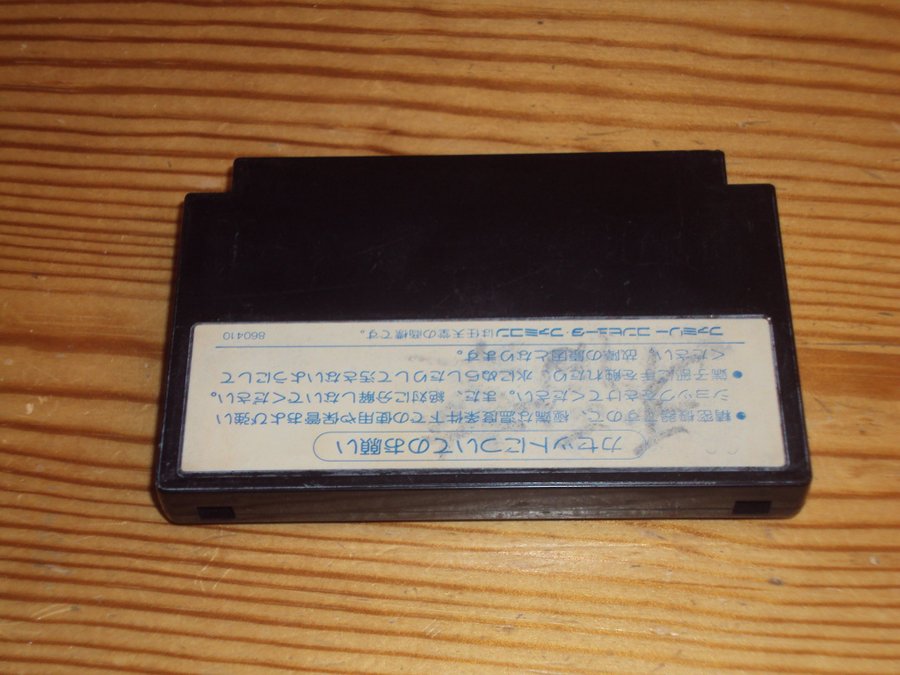 カセットについてのお願い
●精密機器ですので、極端な温度条件下での使用や保管および強い
ショックをさけてください。また、絶対に分解しないでください。
●端子部に手を触れたり、水にぬらしたりして汚さないようにして
ください。故障の原因となります。
ファミリー コンピュータ・ファミコンは任天堂の商標です。 860410